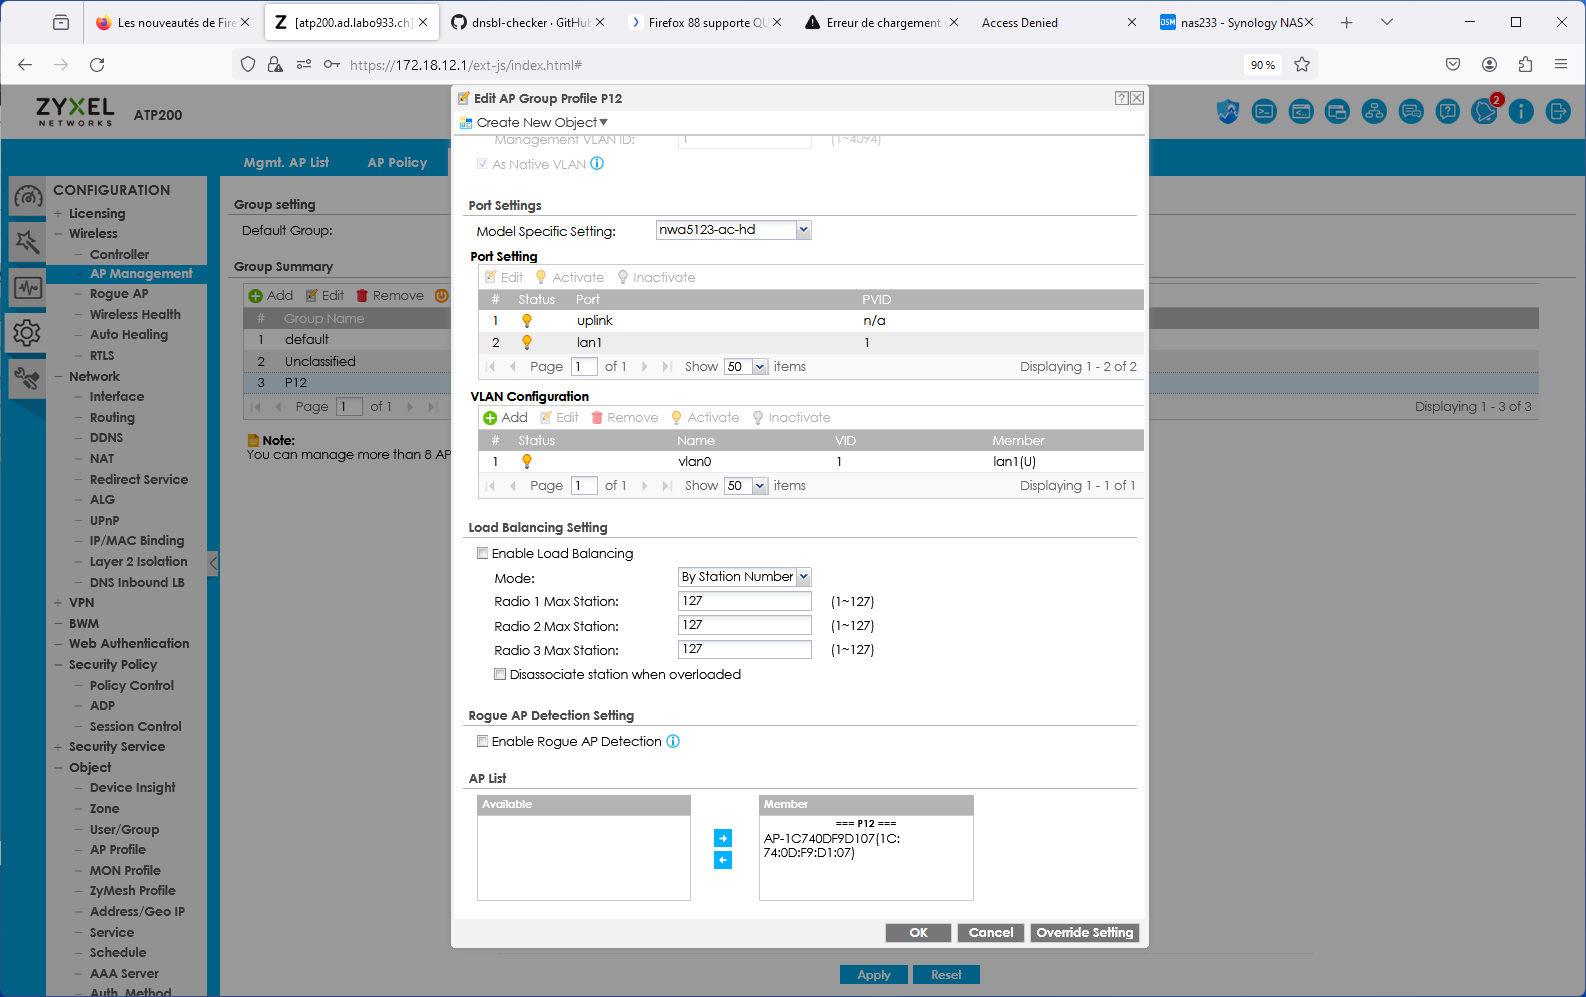 Les nouveautés de Fire
[atp200.ad.labo933.ch]
dnsbl-checker · GitHub
Firefox 88 supporte QU
Erreur de chargement
Access Denied
DSM
nas233 - Synology NAS
https://172.18.12.1/ext-js/index.html#
90 %
ZYXEL
NETWORKS
ATP200
2
Mgmt. AP List
AP Policy
CONFIGURATION
Licensing
Wireless
Controller
AP Management
Rogue AP
Wireless Health
Auto Healing
RTLS
Network
Interface
Routing
DDNS
NAT
Redirect Service
ALG
UPnP
IP/MAC Binding
Layer 2 Isolation
DNS Inbound LB
VPN
BWM
Web Authentication
Security Policy
Policy Control
ADP
Session Control
Security Service
Object
Device Insight
Zone
User/Group
AP Profile
MON Profile
ZyMesh Profile
Address/Geo IP
Service
Schedule
AAA Server
Auth. Method
Group setting
Default Group:
Group Summary
Add Edit Remove
# Group Name
1 default
2 Unclassified
3 P12
Page 1 of 1
Displaying 1 - 3 of 3
Note:
You can manage more than 8 AP
Edit AP Group Profile P12
Create New Object
Management VLAN ID: 1 (1~4094)
As Native VLAN
Port Settings
Model Specific Setting: nwa5123-ac-hd
Port Setting
Edit Activate Inactivate
# Status Port PVID
1 uplink n/a
2 lan1 1
Page 1 of 1 Show 50 items Displaying 1 - 2 of 2
VLAN Configuration
Add Edit Remove Activate Inactivate
# Status Name VID Member
1 vlan0 1 lan1(U)
Page 1 of 1 Show 50 items Displaying 1 - 1 of 1
Load Balancing Setting
Enable Load Balancing
Mode: By Station Number
Radio 1 Max Station: 127 (1~127)
Radio 2 Max Station: 127 (1~127)
Radio 3 Max Station: 127 (1~127)
Disassociate station when overloaded
Rogue AP Detection Setting
Enable Rogue AP Detection
AP List
Available
Member
=== P12 ===
AP-1C740DF9D107(1C:
74:0D:F9:D1:07)
OK Cancel Override Setting
Apply Reset